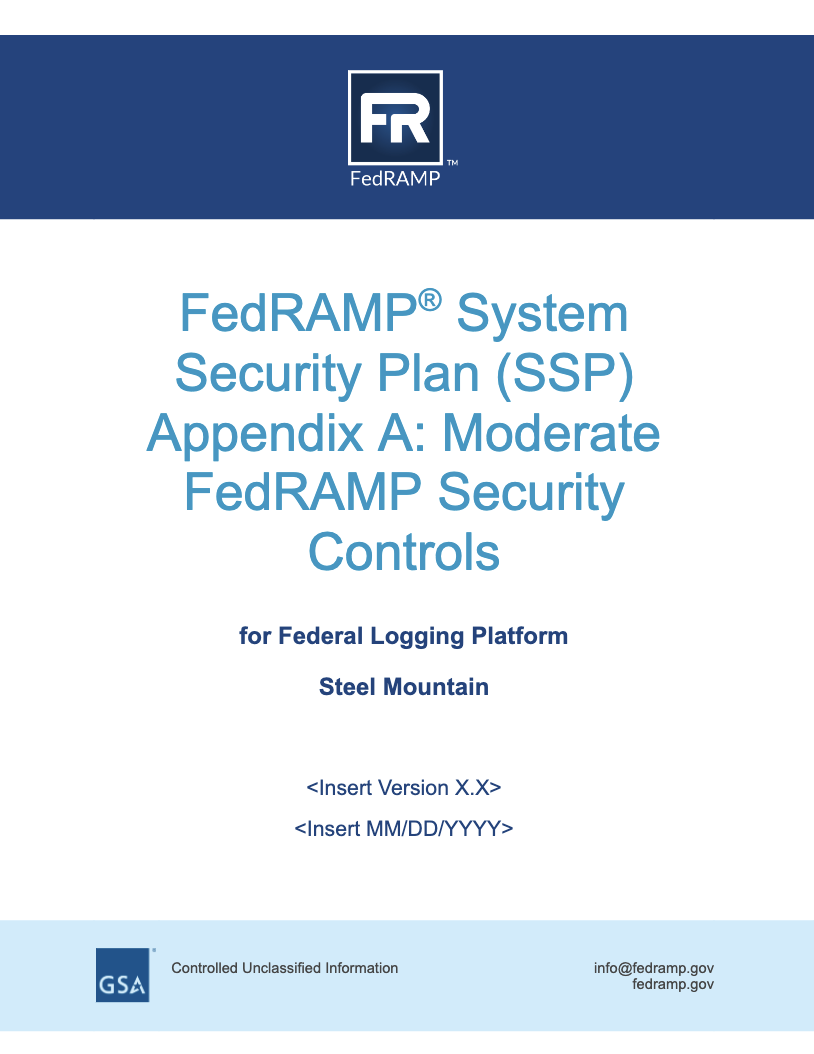 FR
™
FedRAMP
FedRAMP® System
Security Plan (SSP)
Appendix A: Moderate
FedRAMP Security
Controls
for Federal Logging Platform
Steel Mountain
<Insert Version X.X>
<Insert MM/DD/YYYY>
GSA
Controlled Unclassified Information
info@fedramp.gov
fedramp.gov